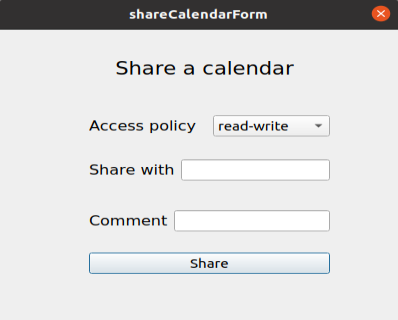 shareCalendarForm
Share a calendar
Access policy read-write
Share with
Comment
Share